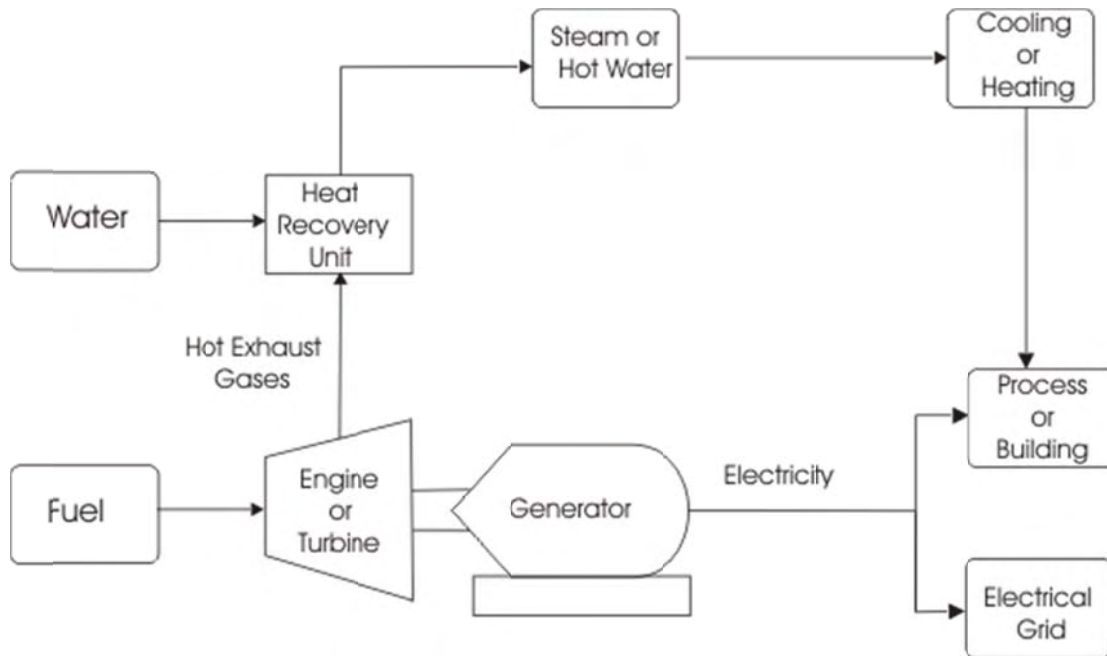 Steam or
Hot Water
Cooling
or
Heating
Water
Heat
Recovery
Unit
Hot Exhaust
Gases
Process
or
Building
Fuel
Engine
or
Turbine
Generator
Electricity
Electrical
Grid